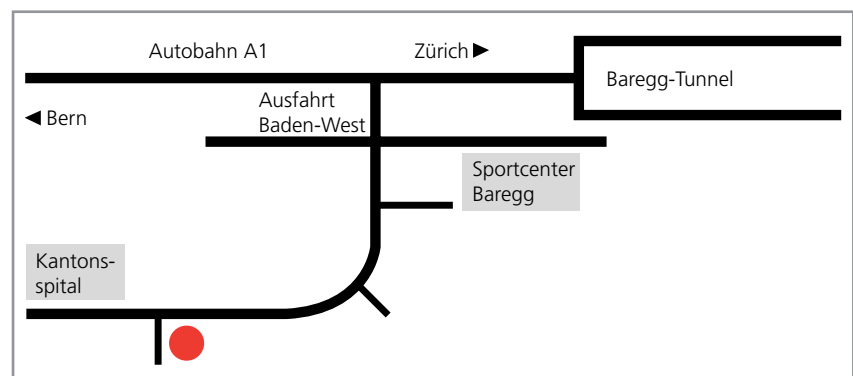 Autobahn A1
Zürich ▶
Baregg-Tunnel
◀ Bern
Ausfahrt
Baden-West
Sportcenter
Baregg
Kantons-
spital